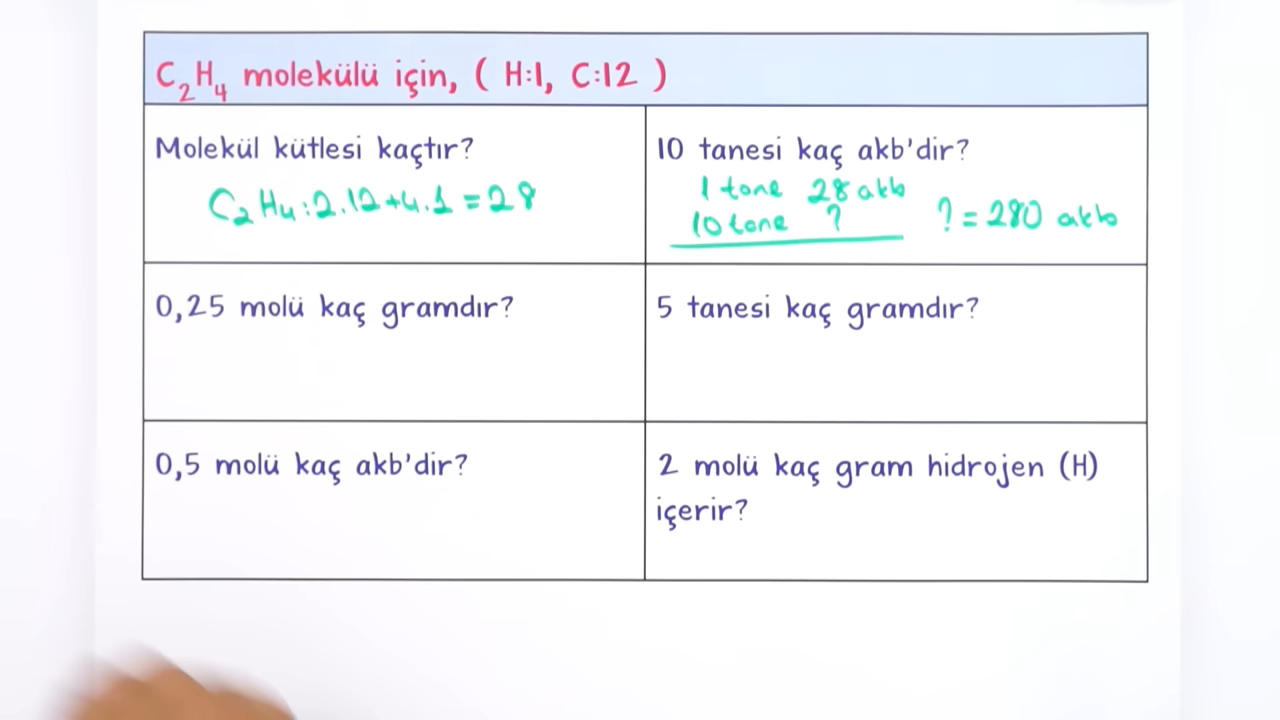 C₂H₄ molekülü için, ( H:1, C:12 )
Molekül kütlesi kaçtır?
C₂H₄:2.12+4.1=28
10 tanesi kaç akb'dir?
1 tane 28 akb
10 tane ?
? = 280 akb
0,25 molü kaç gramdır?
5 tanesi kaç gramdır?
0,5 molü kaç akb'dir?
2 molü kaç gram hidrojen (H)
içerir?